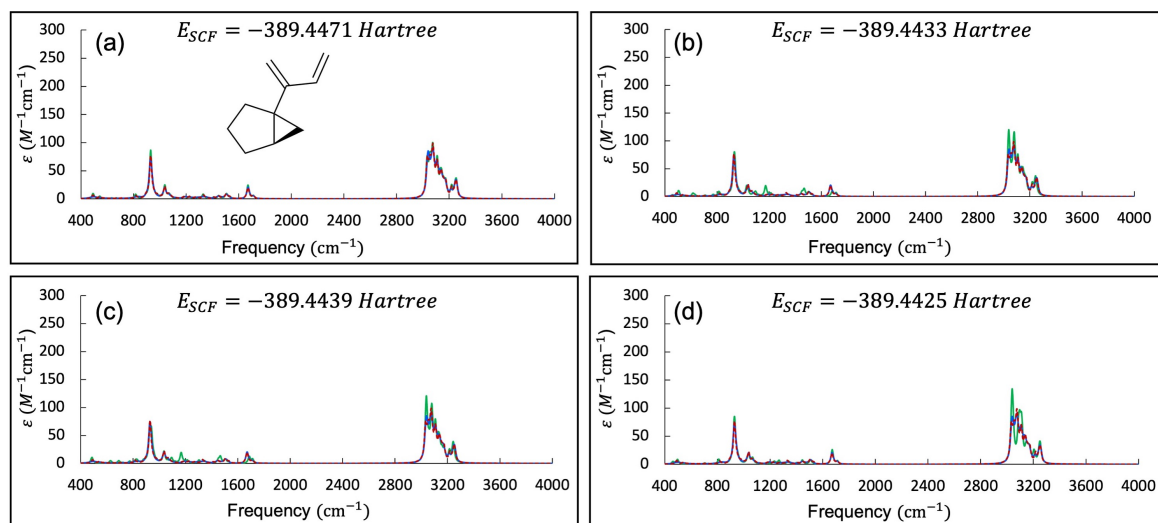 (a)
E_SCF = −389.4471 Hartree
ε (M⁻¹cm⁻¹)
300
250
200
150
100
50
0
400 800 1200 1600 2000 2400 2800 3200 3600 4000
Frequency (cm⁻¹)
(b)
E_SCF = −389.4433 Hartree
ε (M⁻¹cm⁻¹)
300
250
200
150
100
50
0
400 800 1200 1600 2000 2400 2800 3200 3600 4000
Frequency (cm⁻¹)
(c)
E_SCF = −389.4439 Hartree
ε (M⁻¹cm⁻¹)
300
250
200
150
100
50
0
400 800 1200 1600 2000 2400 2800 3200 3600 4000
Frequency (cm⁻¹)
(d)
E_SCF = −389.4425 Hartree
ε (M⁻¹cm⁻¹)
300
250
200
150
100
50
0
400 800 1200 1600 2000 2400 2800 3200 3600 4000
Frequency (cm⁻¹)